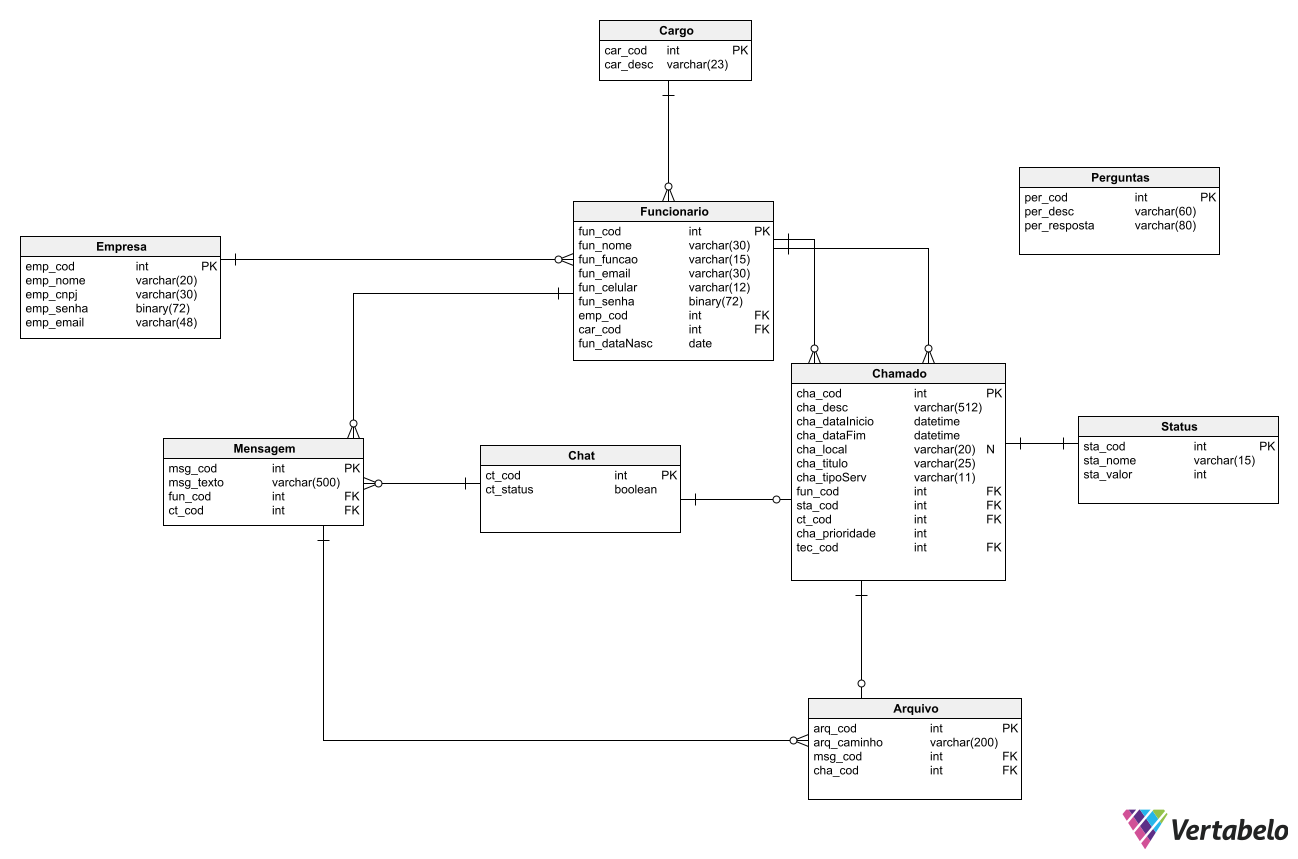 Cargo
car_cod int PK
car_desc varchar(23)
Perguntas
per_cod int PK
per_desc varchar(60)
per_resposta varchar(80)
Funcionario
fun_cod int PK
fun_nome varchar(30)
fun_funcao varchar(15)
fun_email varchar(30)
fun_celular varchar(12)
fun_senha binary(72)
emp_cod int FK
car_cod int FK
fun_dataNasc date
Empresa
emp_cod int PK
emp_nome varchar(20)
emp_cnpj varchar(30)
emp_senha binary(72)
emp_email varchar(48)
Chamado
cha_cod int PK
cha_desc varchar(512)
cha_dataInicio datetime
cha_dataFim datetime
cha_local varchar(20) N
cha_titulo varchar(25)
cha_tipoServ varchar(11)
fun_cod int FK
sta_cod int FK
ct_cod int FK
cha_prioridade int
tec_cod int FK
Status
sta_cod int PK
sta_nome varchar(15)
sta_valor int
Mensagem
msg_cod int PK
msg_texto varchar(500)
fun_cod int FK
ct_cod int FK
Chat
ct_cod int PK
ct_status boolean
Arquivo
arq_cod int PK
arq_caminho varchar(200)
msg_cod int FK
cha_cod int FK
Vertabelo